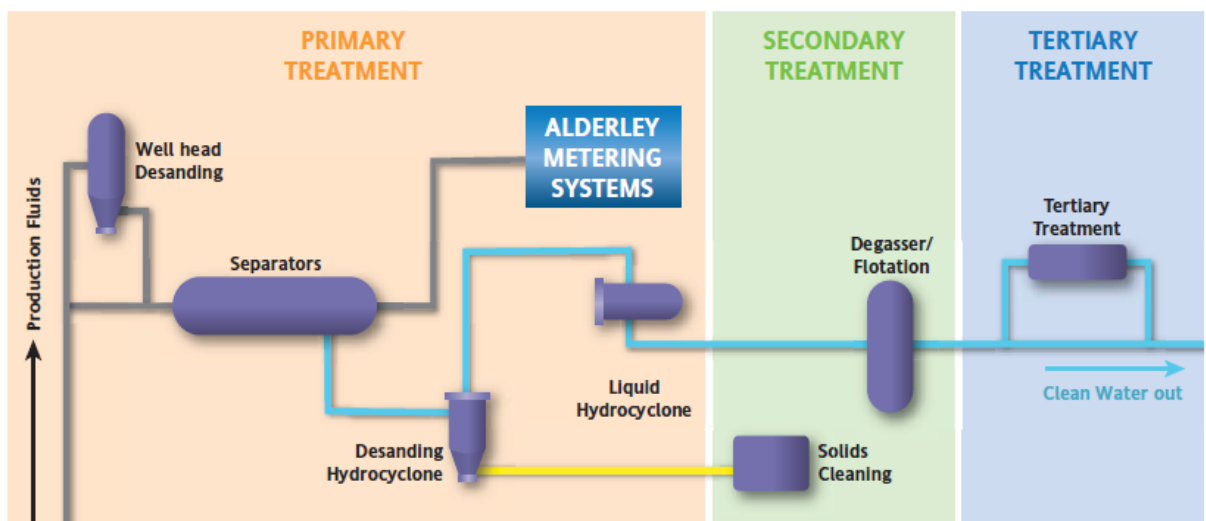 PRIMARY
TREATMENT
SECONDARY
TREATMENT
TERTIARY
TREATMENT
Production Fluids
Well head
Desanding
ALDERLEY
METERING
SYSTEMS
Separators
Degasser/
Flotation
Tertiary
Treatment
Liquid
Hydrocyclone
Clean Water out
Desanding
Hydrocyclone
Solids
Cleaning